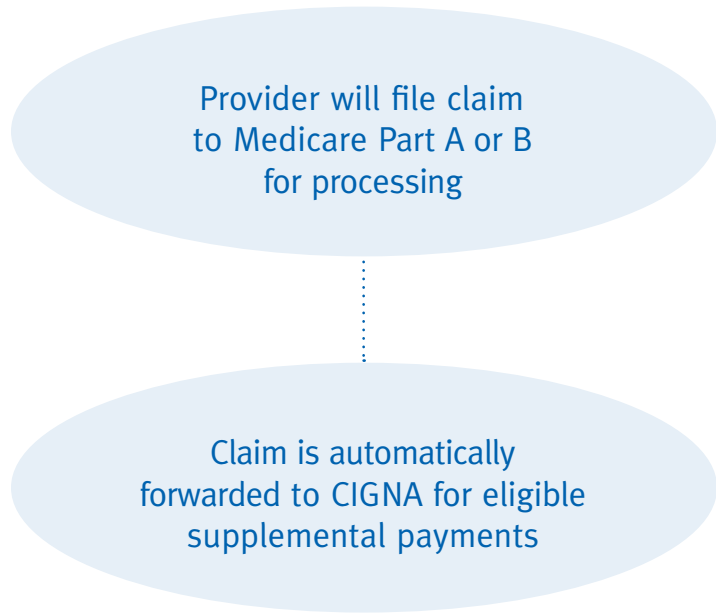 Provider will file claim
to Medicare Part A or B
for processing
Claim is automatically
forwarded to CIGNA for eligible
supplemental payments